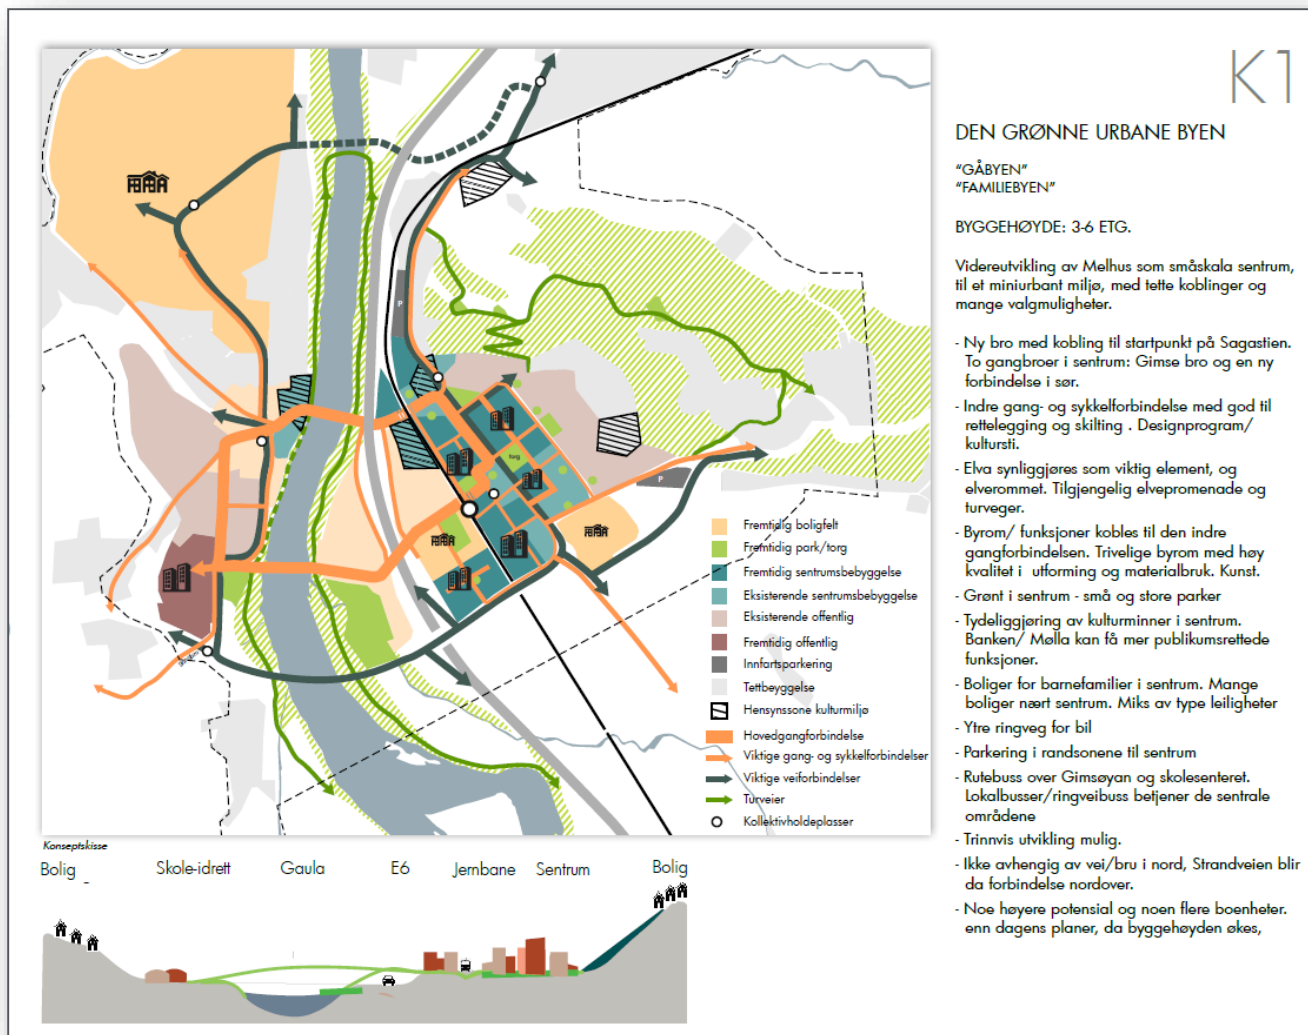 K1
DEN GRØNNE URBANE BYEN
"GÅBYEN"
"FAMILIEBYEN"
BYGGEHØYDE: 3-6 ETG.
Videreutvikling av Melhus som småskala sentrum,
til et miniurbant miljø, med tette koblinger og
mange valgmuligheter.
- Ny bro med kobling til startpunkt på Sagastien.
To gangbroer i sentrum: Gimse bro og en ny
forbindelse i sør.
- Indre gang- og sykkelforbindelse med god til
rettelegging og skilting . Designprogram/
kultursti.
- Elva synliggjøres som viktig element, og
elverommet. Tilgjengelig elvepromenade og
turveger.
- Byrom/ funksjoner kobles til den indre
gangforbindelsen. Trivelige byrom med høy
kvalitet i utforming og materialbruk. Kunst.
- Grønt i sentrum - små og store parker
- Tydeliggjøring av kulturminner i sentrum.
Banken/ Mølla kan få mer publikumsrettede
funksjoner.
- Boliger for barnefamilier i sentrum. Mange
boliger nært sentrum. Miks av type leiligheter
- Ytre ringveg for bil
- Parkering i randsonene til sentrum
- Rutebuss over Gimsøyan og skolesenteret.
Lokalbusser/ringveibuss betjener de sentrale
områdene
- Trinnvis utvikling mulig.
- Ikke avhengig av vei/bru i nord, Strandveien blir
da forbindelse nordover.
- Noe høyere potensial og noen flere boenheter.
enn dagens planer, da byggehøyden økes,
P
torg
P
Fremtidig boligfelt
Fremtidig park/torg
Fremtidig sentrumsbebyggelse
Eksisterende sentrumsbebyggelse
Eksisterende offentlig
Fremtidig offentlig
Innfartsparkering
Tettbeyggelse
Hensynssone kulturmiljø
Hovedgangforbindelse
Viktige gang- og sykkelforbindelser
Viktige veiforbindelser
Turveier
Kollektivholdeplasser
Konseptskisse
Bolig Skole-idrett Gaula E6 Jernbane Sentrum Bolig